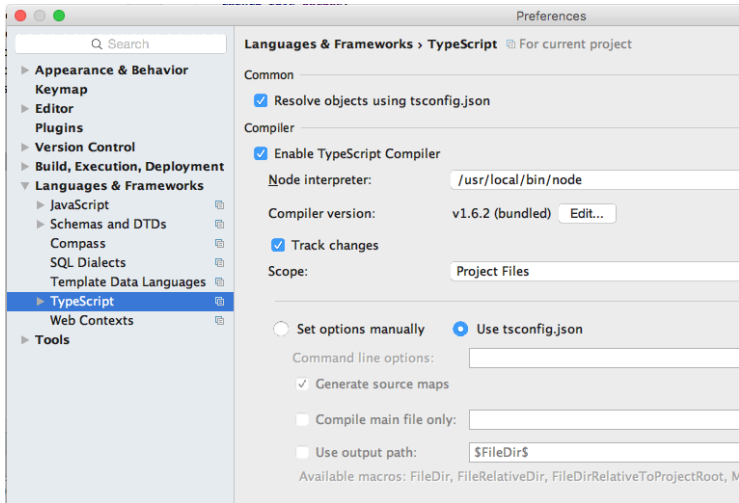 Preferences
Search
Appearance & Behavior
Keymap
Editor
Plugins
Version Control
Build, Execution, Deployment
Languages & Frameworks
JavaScript
Schemas and DTDs
Compass
SQL Dialects
Template Data Languages
TypeScript
Web Contexts
Tools
Languages & Frameworks › TypeScript For current project
Common
Resolve objects using tsconfig.json
Compiler
Enable TypeScript Compiler
Node interpreter: /usr/local/bin/node
Compiler version: v1.6.2 (bundled) Edit...
Track changes
Scope: Project Files
Set options manually Use tsconfig.json
Command line options:
Generate source maps
Compile main file only:
Use output path: $FileDir$
Available macros: FileDir, FileRelativeDir, FileDirRelativeToProjectRoot, M